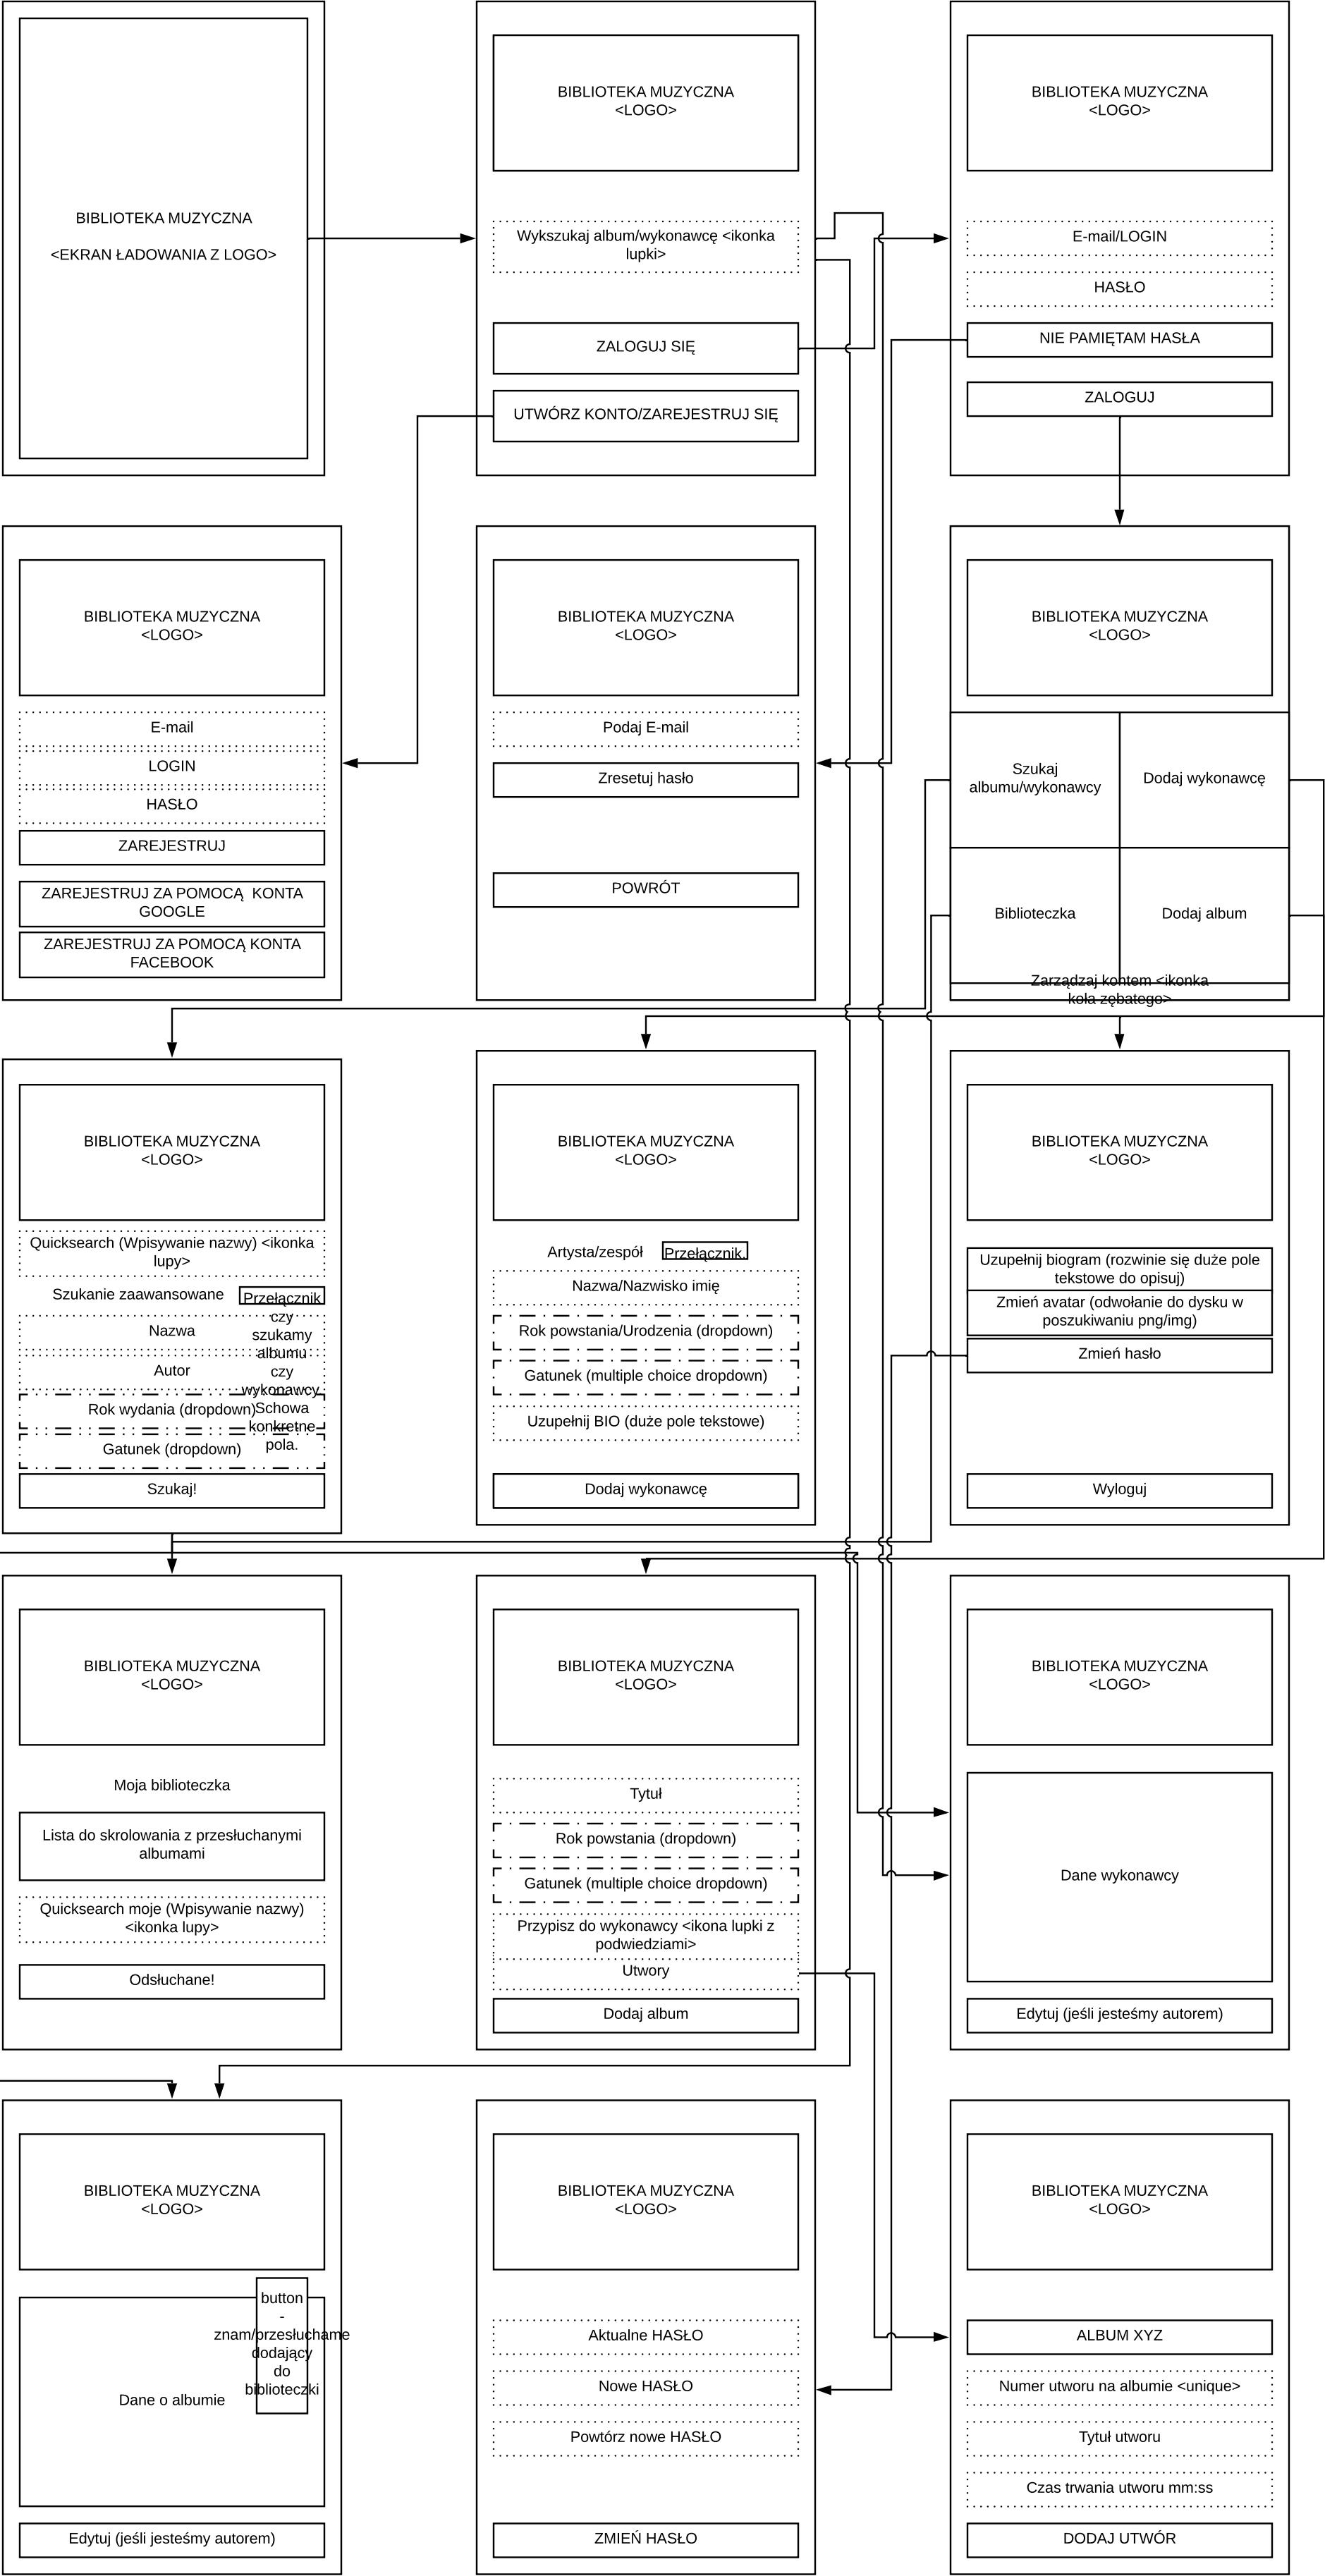 BIBLIOTEKA MUZYCZNA
<EKRAN ŁADOWANIA Z LOGO>
BIBLIOTEKA MUZYCZNA
<LOGO>
Wykszukaj album/wykonawcę <ikonka
lupki>
ZALOGUJ SIĘ
UTWÓRZ KONTO/ZAREJESTRUJ SIĘ
BIBLIOTEKA MUZYCZNA
<LOGO>
E-mail/LOGIN
HASŁO
NIE PAMIĘTAM HASŁA
ZALOGUJ
BIBLIOTEKA MUZYCZNA
<LOGO>
E-mail
LOGIN
HASŁO
ZAREJESTRUJ
ZAREJESTRUJ ZA POMOCĄ  KONTA
GOOGLE
ZAREJESTRUJ ZA POMOCĄ KONTA
FACEBOOK
BIBLIOTEKA MUZYCZNA
<LOGO>
Podaj E-mail
Zresetuj hasło
POWRÓT
BIBLIOTEKA MUZYCZNA
<LOGO>
Szukaj
albumu/wykonawcy
Dodaj wykonawcę
Biblioteczka
Dodaj album
Zarządzaj kontem <ikonka
koła zębatego>
BIBLIOTEKA MUZYCZNA
<LOGO>
Quicksearch (Wpisywanie nazwy) <ikonka
lupy>
Szukanie zaawansowane
Przełącznik
czy
szukamy
albumu
czy
wykonawcy.
Schowa
konkretne
pola.
Nazwa
Autor
Rok wydania (dropdown)
Gatunek (dropdown)
Szukaj!
BIBLIOTEKA MUZYCZNA
<LOGO>
Artysta/zespół
Przełącznik.
Nazwa/Nazwisko imię
Rok powstania/Urodzenia (dropdown)
Gatunek (multiple choice dropdown)
Uzupełnij BIO (duże pole tekstowe)
Dodaj wykonawcę
BIBLIOTEKA MUZYCZNA
<LOGO>
Uzupełnij biogram (rozwinie się duże pole
tekstowe do opisuj)
Zmień avatar (odwołanie do dysku w
poszukiwaniu png/img)
Zmień hasło
Wyloguj
BIBLIOTEKA MUZYCZNA
<LOGO>
Moja biblioteczka
Lista do skrolowania z przesłuchanymi
albumami
Quicksearch moje (Wpisywanie nazwy)
<ikonka lupy>
Odsłuchane!
BIBLIOTEKA MUZYCZNA
<LOGO>
Tytuł
Rok powstania (dropdown)
Gatunek (multiple choice dropdown)
Przypisz do wykonawcy <ikona lupki z
podwiedziami>
Utwory
Dodaj album
BIBLIOTEKA MUZYCZNA
<LOGO>
Dane wykonawcy
Edytuj (jeśli jesteśmy autorem)
BIBLIOTEKA MUZYCZNA
<LOGO>
button
-
znam/przesłuchame
dodający
do
biblioteczki
Dane o albumie
Edytuj (jeśli jesteśmy autorem)
BIBLIOTEKA MUZYCZNA
<LOGO>
Aktualne HASŁO
Nowe HASŁO
Powtórz nowe HASŁO
ZMIEŃ HASŁO
BIBLIOTEKA MUZYCZNA
<LOGO>
ALBUM XYZ
Numer utworu na albumie <unique>
Tytuł utworu
Czas trwania utworu mm:ss
DODAJ UTWÓR